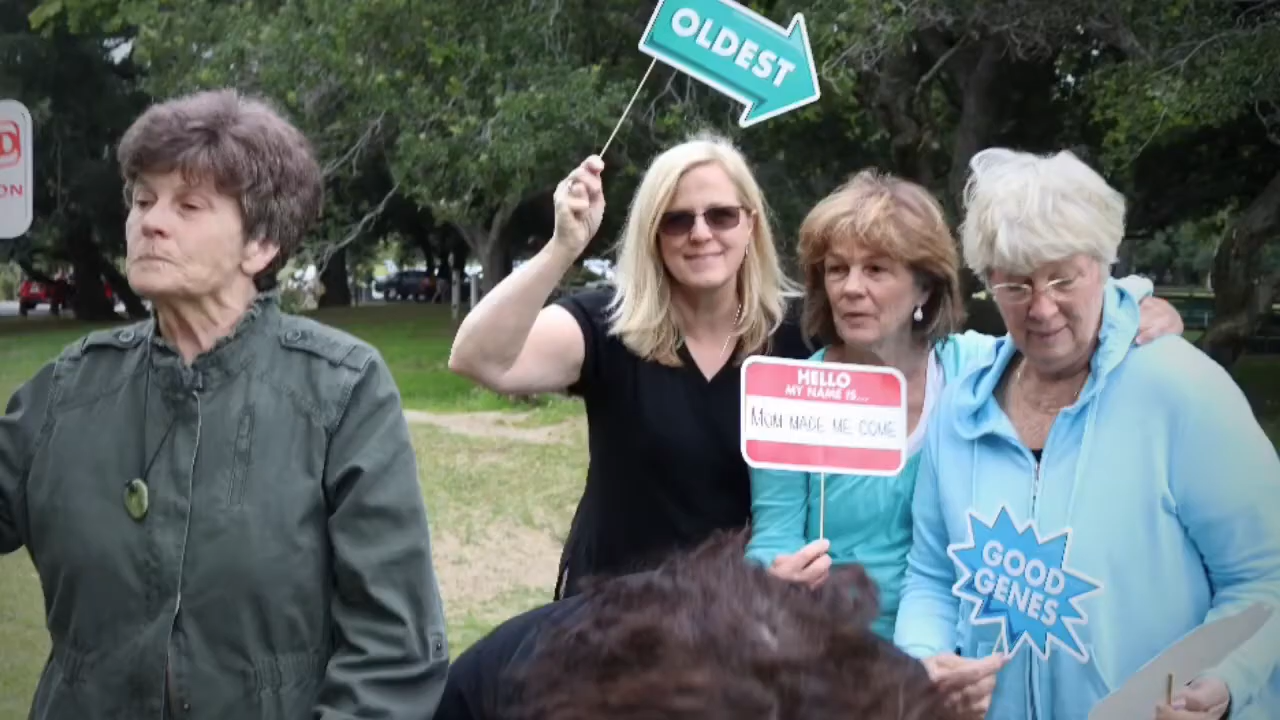 OLDEST
HELLO
MY NAME IS...
MOM MADE ME COME
GOOD
GENES